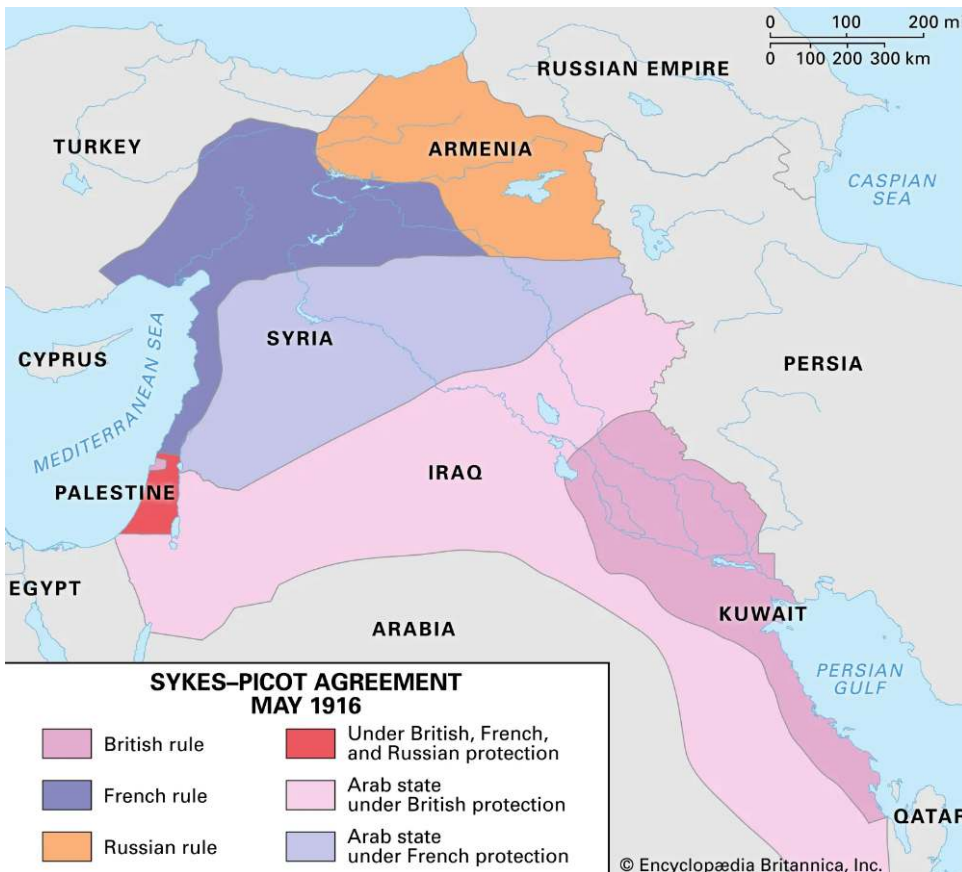 0 100 200 m
0 100 200 300 km
RUSSIAN EMPIRE
TURKEY
ARMENIA
CASPIAN
SEA
SYRIA
CYPRUS
MEDITERRANEAN SEA
PERSIA
IRAQ
PALESTINE
EGYPT
KUWAIT
ARABIA
PERSIAN
GULF
QATAR
SYKES–PICOT AGREEMENT
MAY 1916
British rule
French rule
Russian rule
Under British, French,
and Russian protection
Arab state
under British protection
Arab state
under French protection
© Encyclopædia Britannica, Inc.